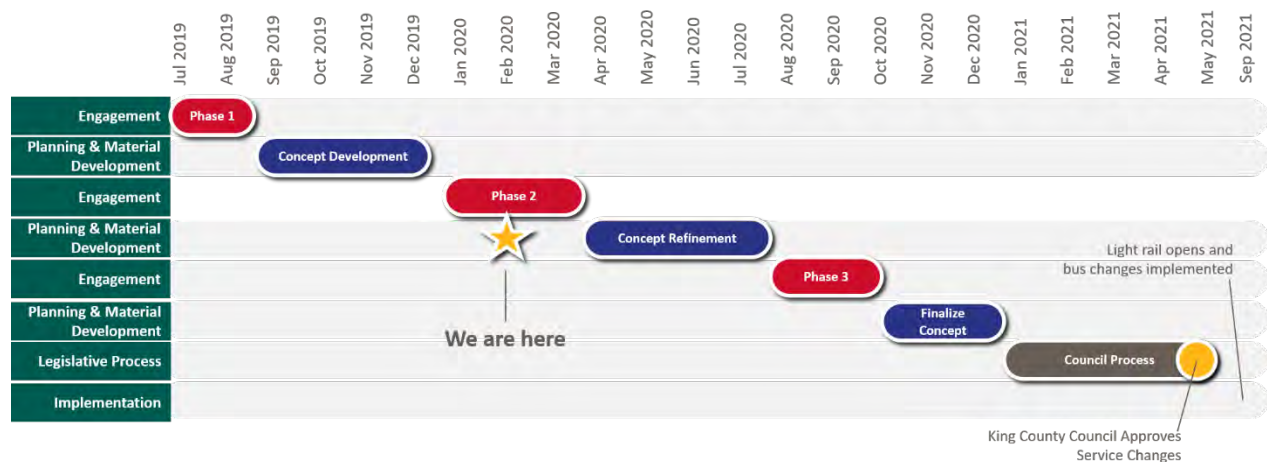 Jul 2019
Aug 2019
Sep 2019
Oct 2019
Nov 2019
Dec 2019
Jan 2020
Feb 2020
Mar 2020
Apr 2020
May 2020
Jun 2020
Jul 2020
Aug 2020
Sep 2020
Oct 2020
Nov 2020
Dec 2020
Jan 2021
Feb 2021
Mar 2021
Apr 2021
May 2021
Sep 2021
Engagement
Phase 1
Planning & Material
Development
Concept Development
Engagement
Phase 2
Planning & Material
Development
Concept Refinement
Light rail opens and
bus changes implemented
Engagement
Phase 3
Planning & Material
Development
Finalize
Concept
We are here
Legislative Process
Council Process
Implementation
King County Council Approves
Service Changes